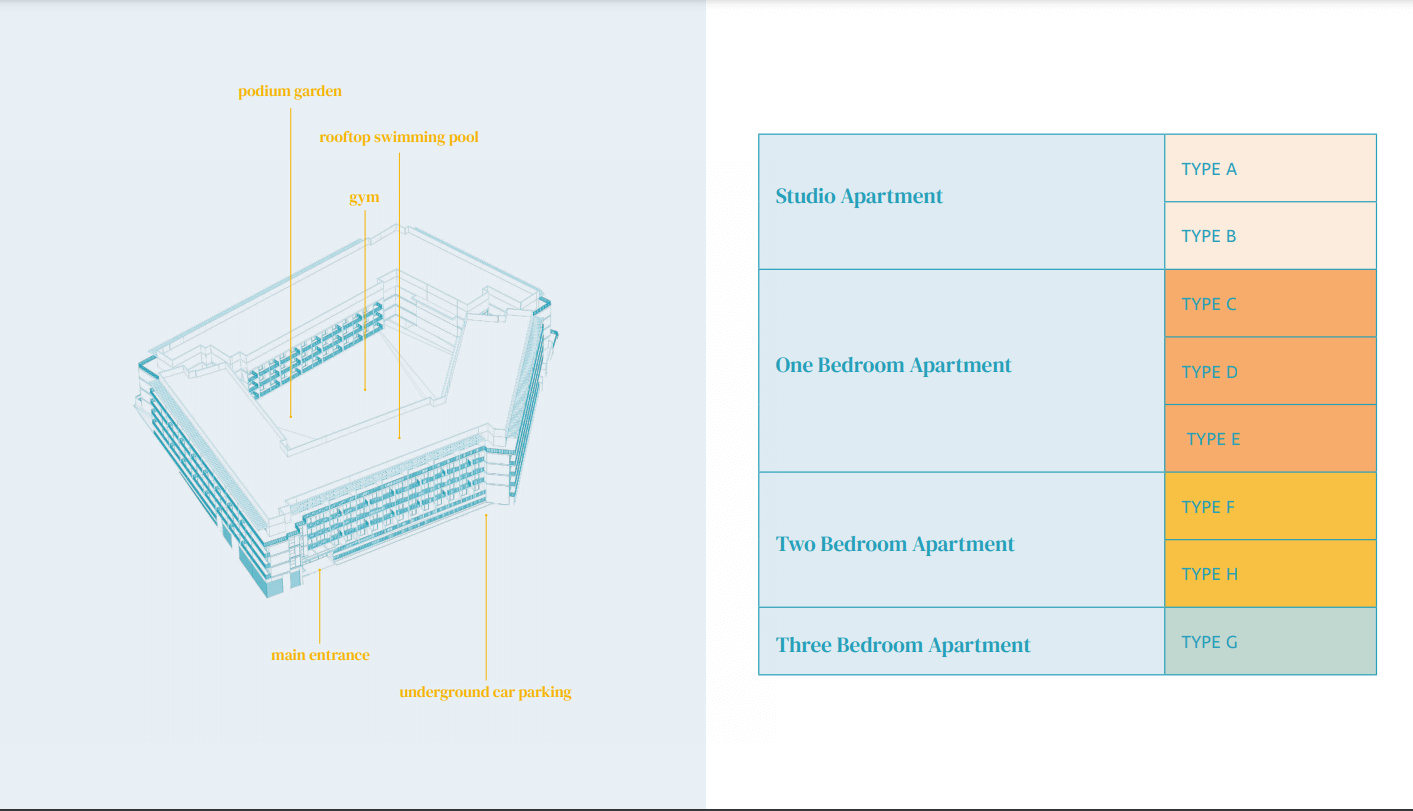 podium garden
rooftop swimming pool
gym
main entrance
underground car parking
Studio Apartment
TYPE A
TYPE B
One Bedroom Apartment
TYPE C
TYPE D
TYPE E
Two Bedroom Apartment
TYPE F
TYPE H
Three Bedroom Apartment
TYPE G